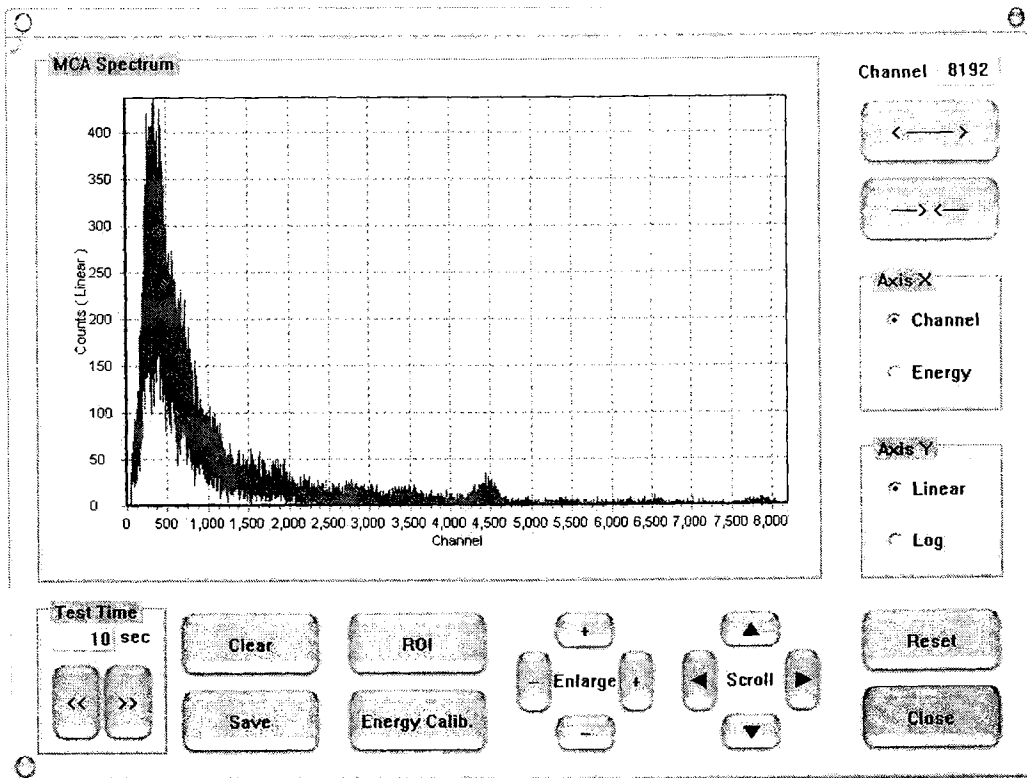 MCA Spectrum
Channel 8192
400
350
300
250
200
150
100
50
0
Counts ( Linear )
0 500 1,000 1,500 2,000 2,500 3,000 3,500 4,000 4,500 5,000 5,500 6,000 6,500 7,000 7,500 8,000
Channel
<———>
—> <—
Axis X
Channel
Energy
Axis Y
Linear
Log
Test Time
10 sec
<< >>
Clear
ROI
Save
Energy Calib.
+
- Enlarge +
-
Scroll
Reset
Close